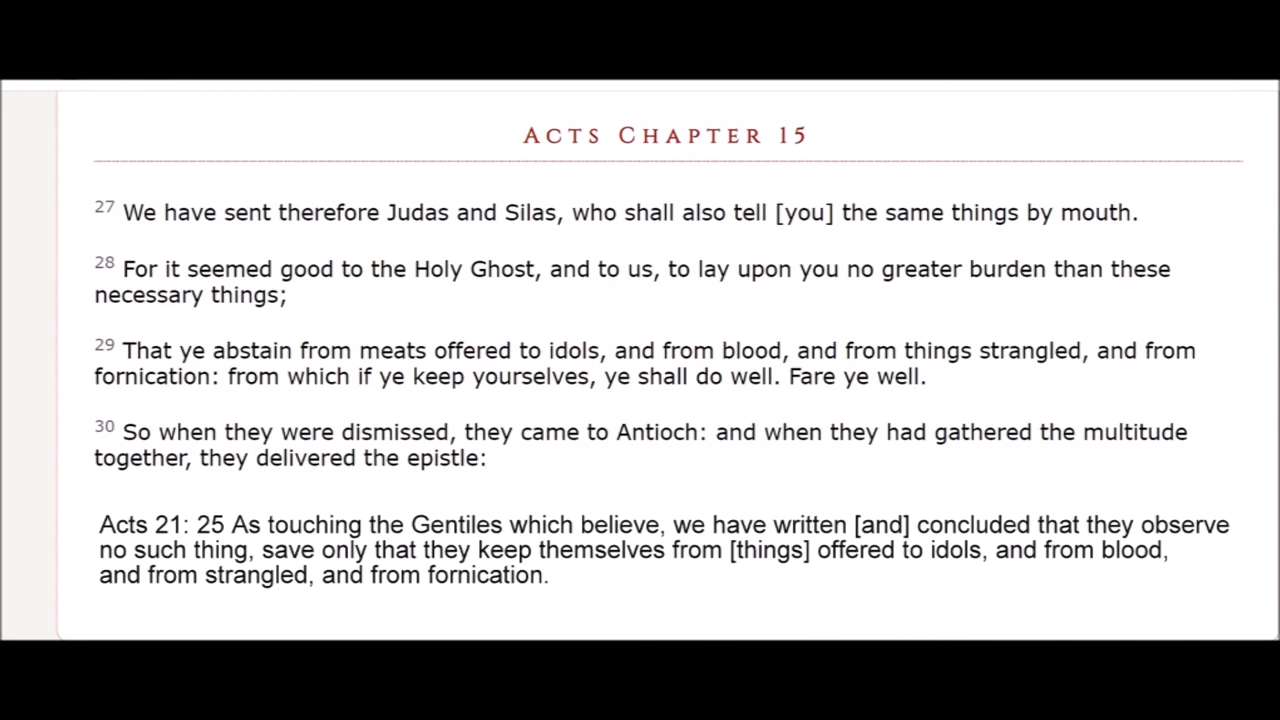 Acts Chapter 15
27 We have sent therefore Judas and Silas, who shall also tell [you] the same things by mouth.
28 For it seemed good to the Holy Ghost, and to us, to lay upon you no greater burden than these
necessary things;
29 That ye abstain from meats offered to idols, and from blood, and from things strangled, and from
fornication: from which if ye keep yourselves, ye shall do well. Fare ye well.
30 So when they were dismissed, they came to Antioch: and when they had gathered the multitude
together, they delivered the epistle:
Acts 21: 25 As touching the Gentiles which believe, we have written [and] concluded that they observe
no such thing, save only that they keep themselves from [things] offered to idols, and from blood,
and from strangled, and from fornication.